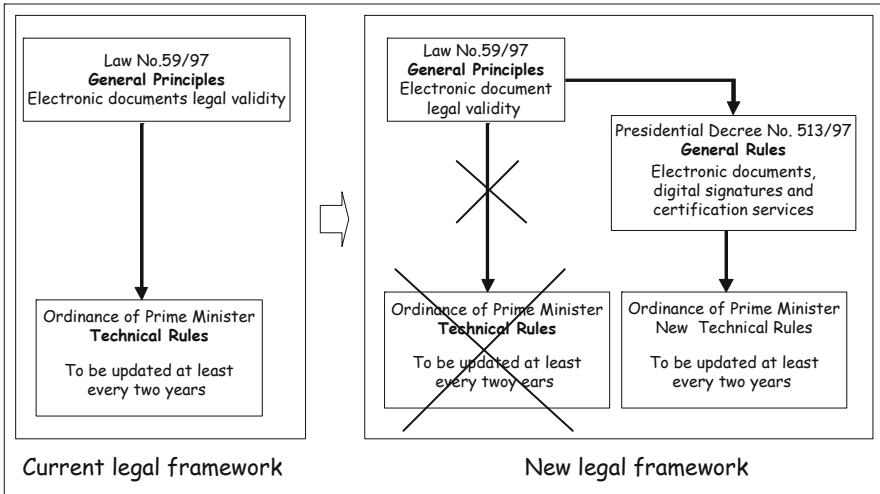 Law No.59/97
General Principles
Electronic documents legal validity
Ordinance of Prime Minister
Technical Rules
To be updated at least
every two years
Current legal framework
Law No.59/97
General Principles
Electronic document
legal validity
Presidential Decree No. 513/97
General Rules
Electronic documents,
digital signatures and
certification services
Ordinance of Prime Minister
Technical Rules
To be updated at least
every twoy ears
Ordinance of Prime Minister
New Technical Rules
To be updated at least
every two years
New legal framework